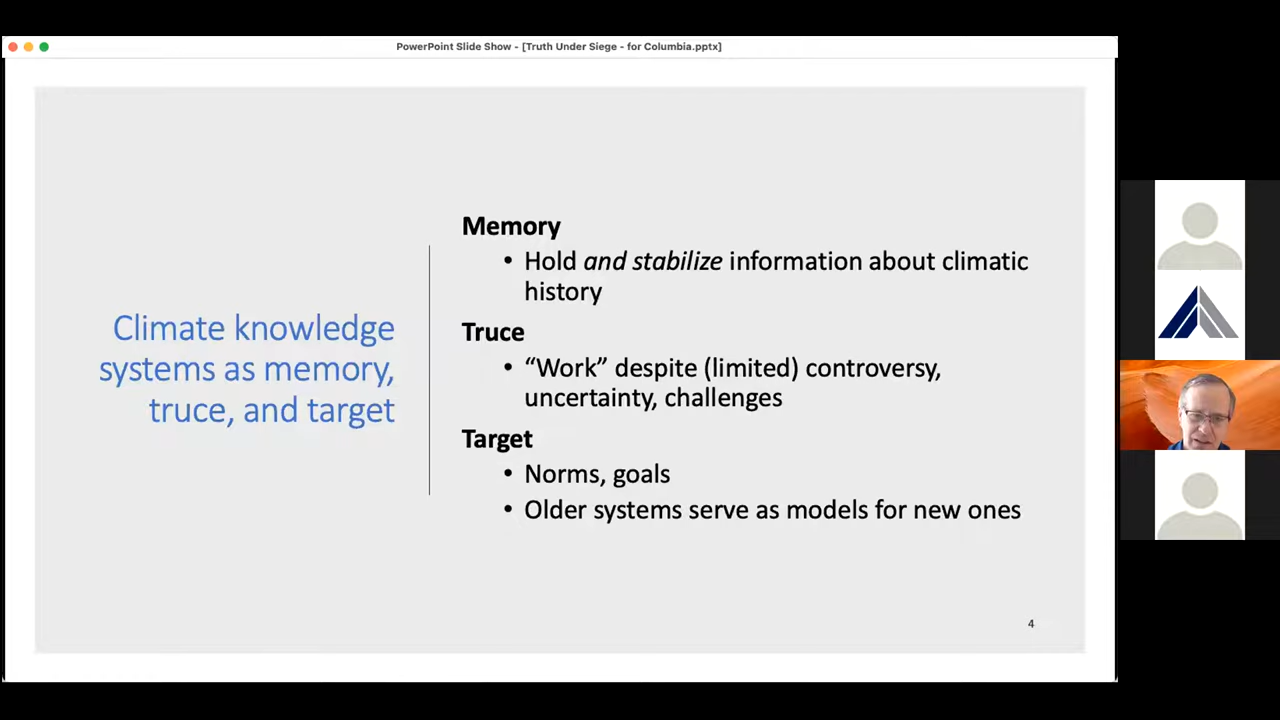 PowerPoint Slide Show - [Truth Under Siege - for Columbia.pptx]
Climate knowledge
systems as memory,
truce, and target
Memory
• Hold and stabilize information about climatic
history
Truce
• “Work” despite (limited) controversy,
uncertainty, challenges
Target
• Norms, goals
• Older systems serve as models for new ones
4